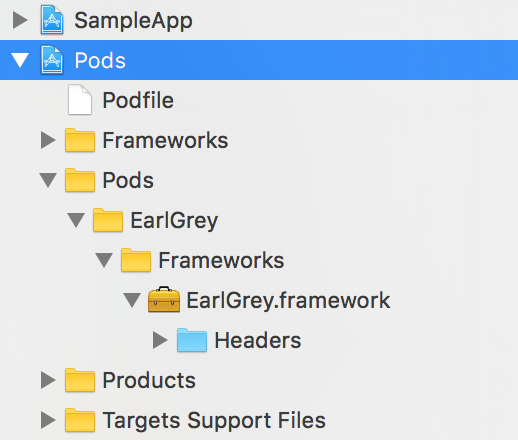 SampleApp
Pods
Podfile
Frameworks
Pods
EarlGrey
Frameworks
EarlGrey.framework
Headers
Products
Targets Support Files